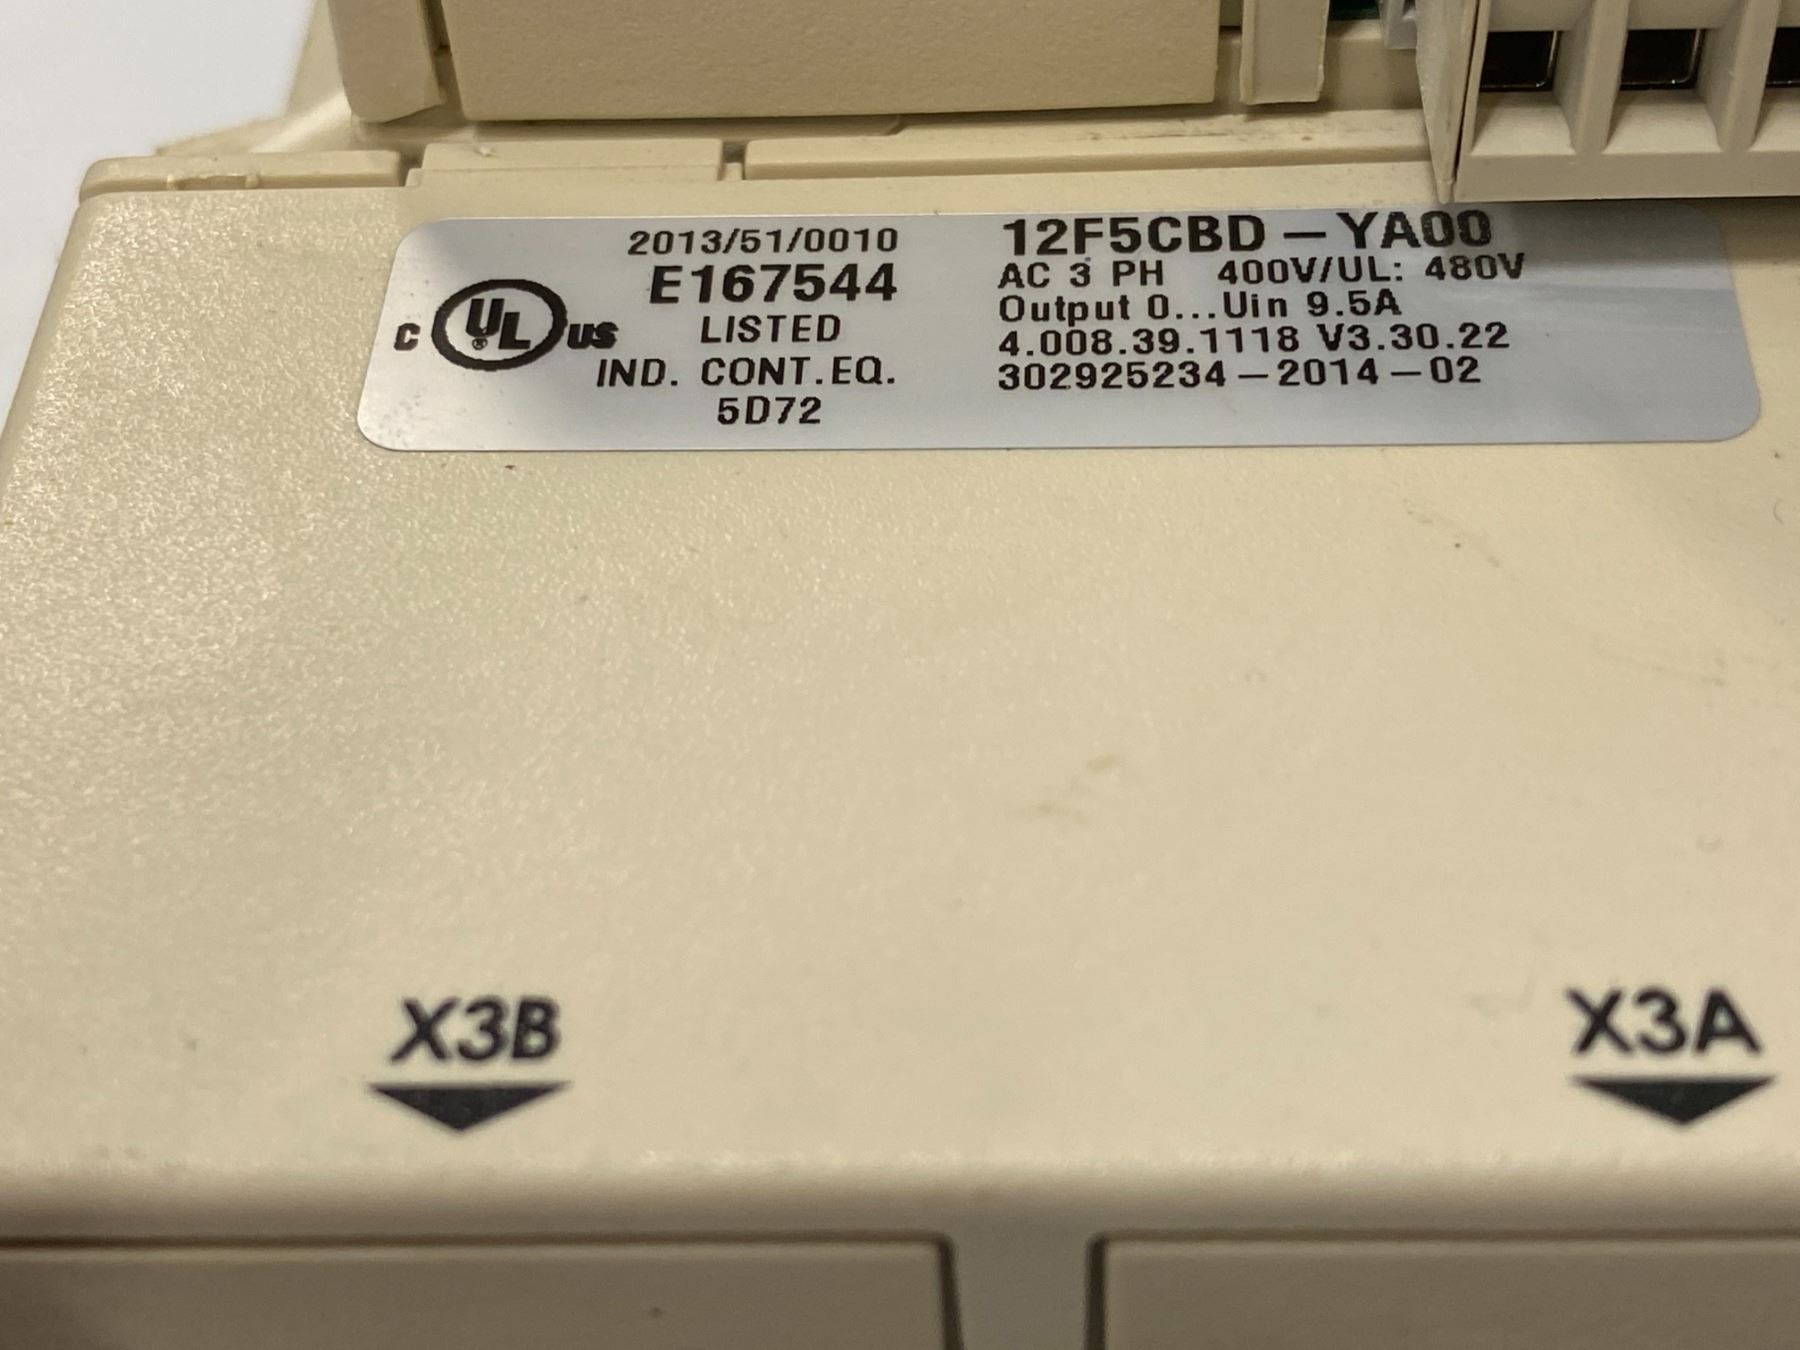 2013/51/0010
E167544
C UL® US LISTED
IND. CONT.EQ.
5D72
12F5CBD-YA00
AC 3 PH 400V/UL: 480V
Output 0...Uin 9.5A
4.008.39.1118 V3.30.22
302925234-2014-02
X3B
X3A